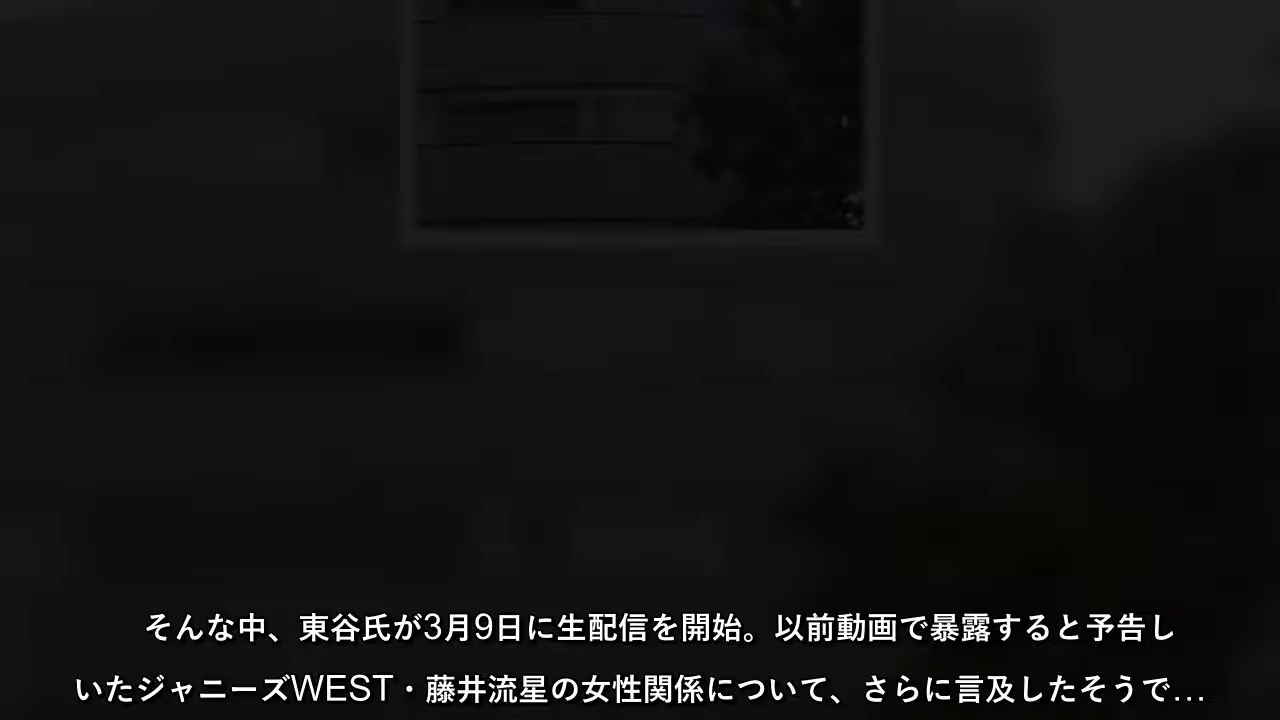 そんな中、東谷氏が3月9日に生配信を開始。以前動画で暴露すると予告し
いたジャニーズWEST・藤井流星の女性関係について、さらに言及したそうで…